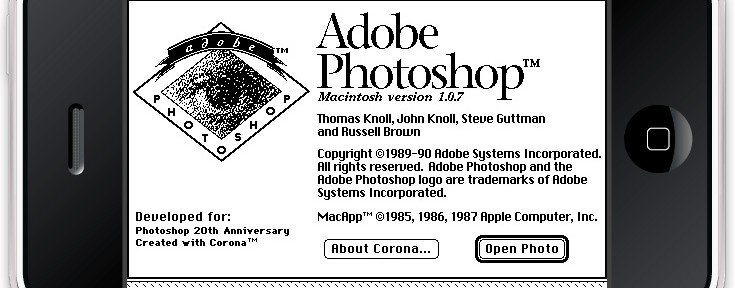 adobe™
PHOTOSHOP
Adobe
Photoshop™
Macintosh version 1.0.7
Thomas Knoll, John Knoll, Steve Guttman
and Russell Brown
Copyright ©1989-90 Adobe Systems Incorporated.
All rights reserved. Adobe Photoshop and the
Adobe Photoshop logo are trademarks of Adobe
Systems Incorporated.
MacApp™ ©1985, 1986, 1987 Apple Computer, Inc.
Developed for:
Photoshop 20th Anniversary
Created with Corona™
About Corona...
Open Photo